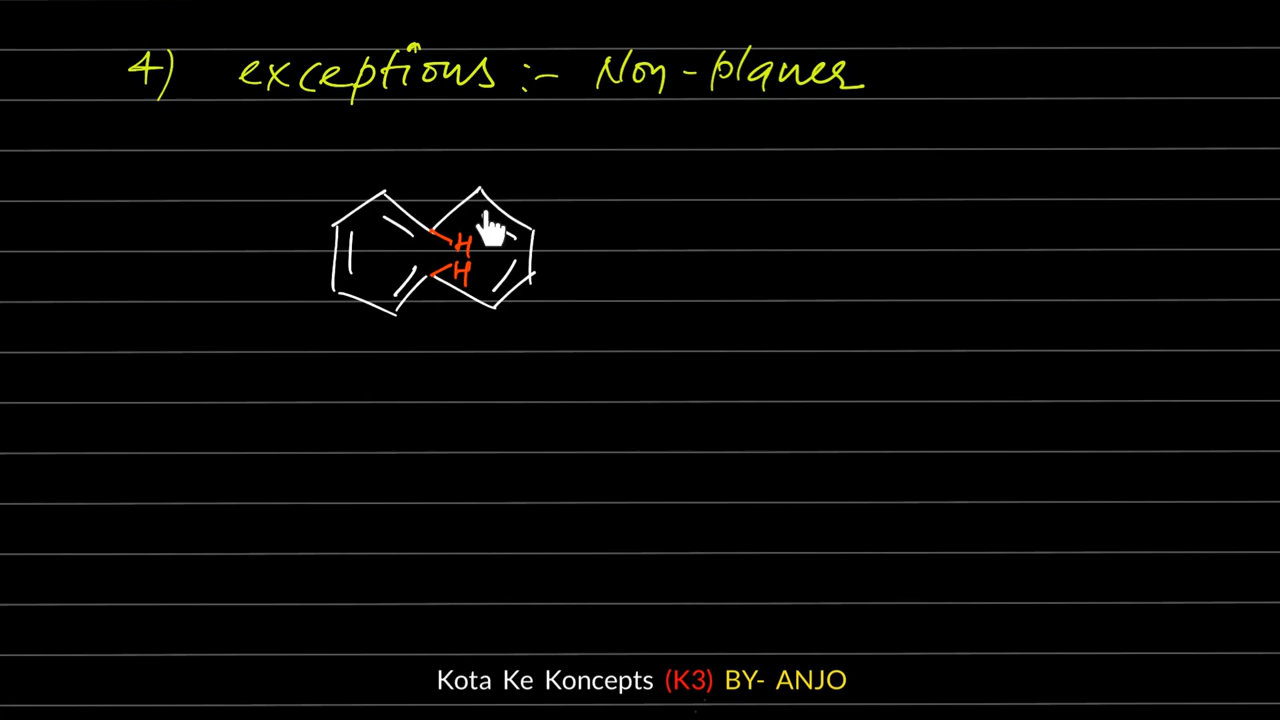 4) exceptions :- Non-planer
H
H
Kota Ke Koncepts (K3) BY- ANJO